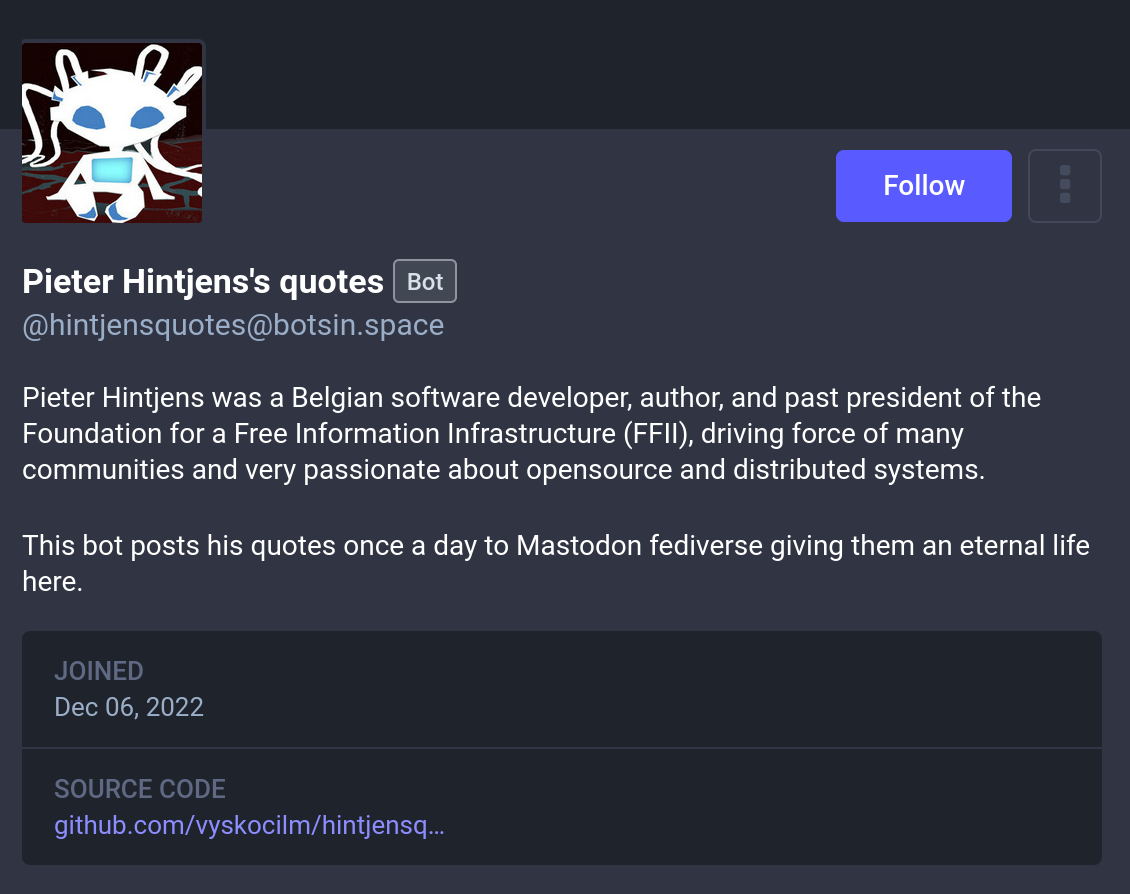 Follow
Pieter Hintjens's quotes Bot
@hintjensquotes@botsin.space
Pieter Hintjens was a Belgian software developer, author, and past president of the
Foundation for a Free Information Infrastructure (FFII), driving force of many
communities and very passionate about opensource and distributed systems.
This bot posts his quotes once a day to Mastodon fediverse giving them an eternal life
here.
JOINED
Dec 06, 2022
SOURCE CODE
github.com/vyskocilm/hintjensq…